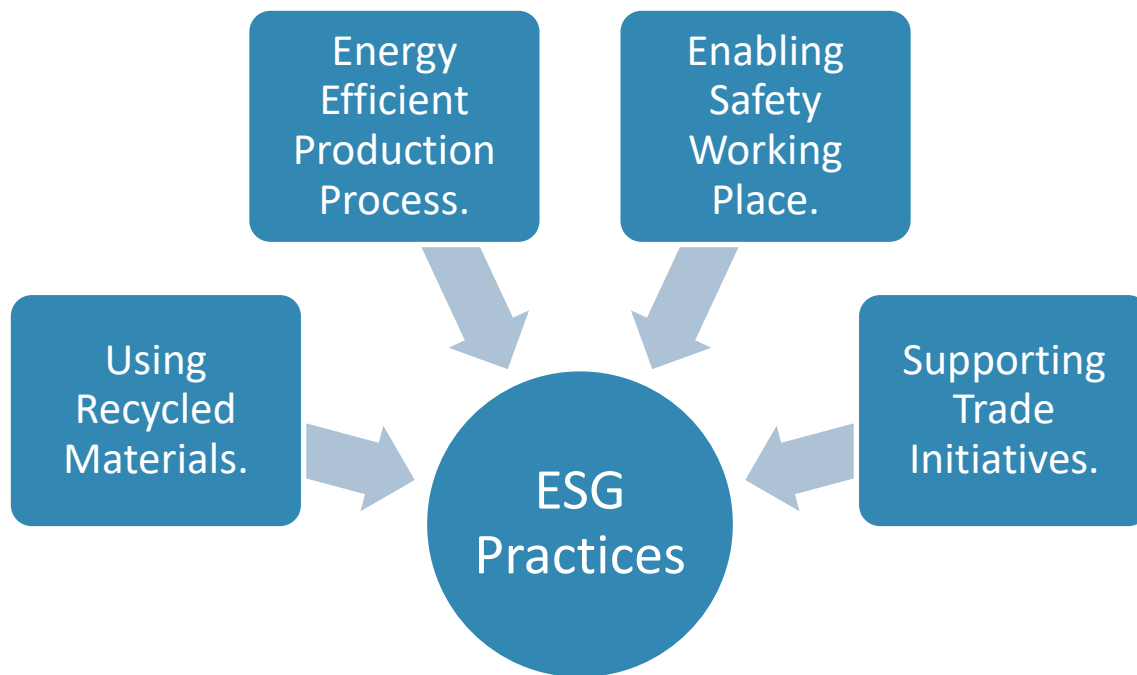 Energy
Efficient
Production
Process.
Enabling
Safety
Working
Place.
Using
Recycled
Materials.
Supporting
Trade
Initiatives.
ESG
Practices